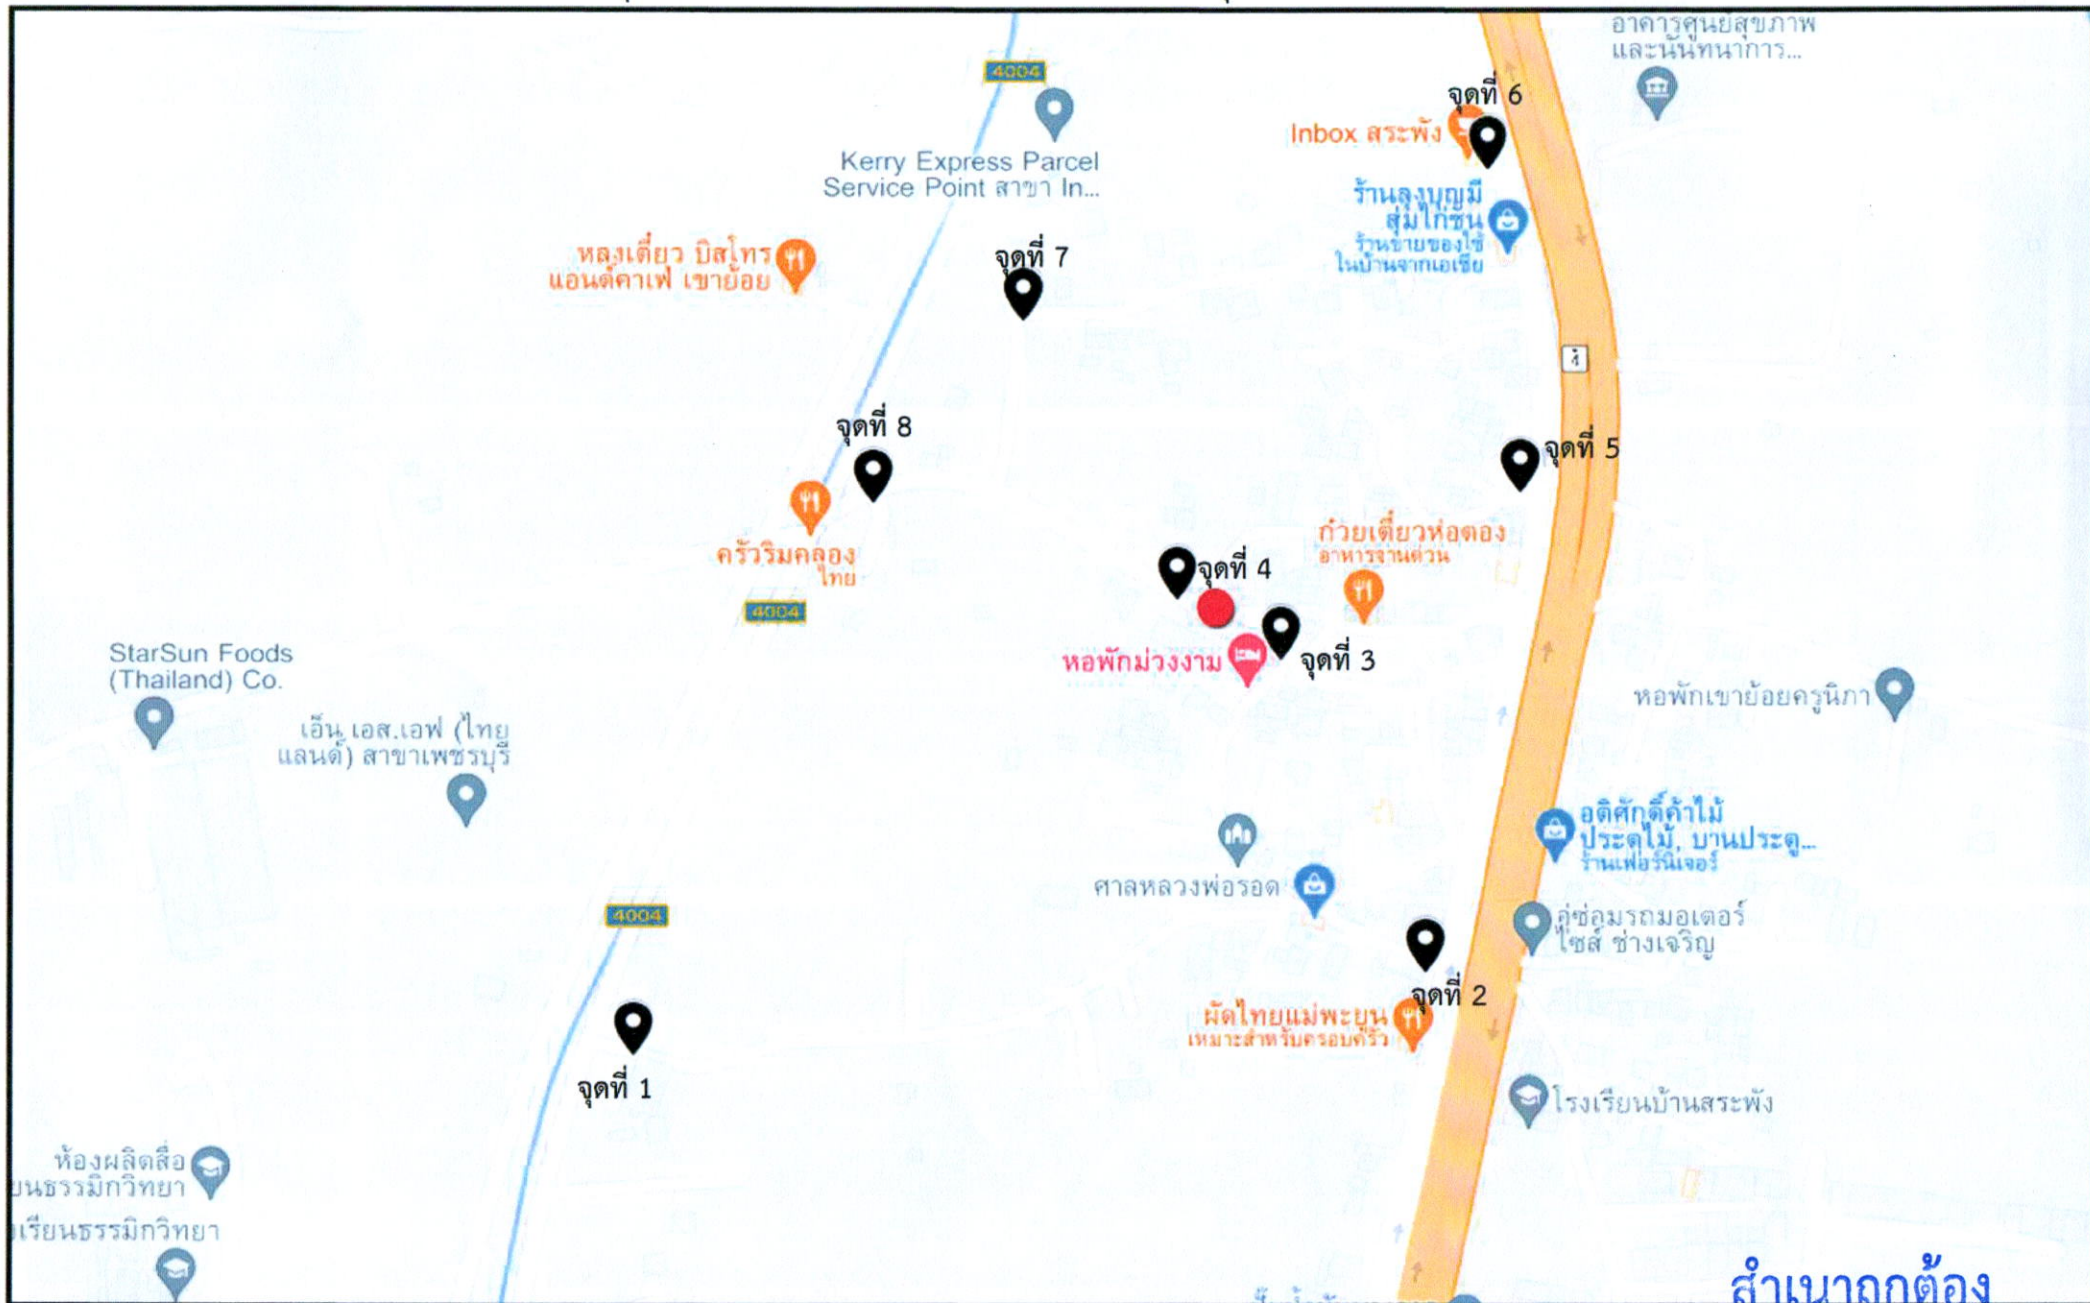 อาคารศูนย์สุขภาพ
และนันทนาการ...
4004
จุดที่ 6
Inbox สระพัง
Kerry Express Parcel
Service Point สาขา In...
ร้านลุงบุญมี
สุ่มไก่ชน
ร้านขายของใช้
ในบ้านจากเอเชีย
หลงเตี๋ยว บิสโทร
แอนด์คาเฟ่ เขาย้อย
จุดที่ 7
4
จุดที่ 8
จุดที่ 5
ครัวริมคลอง
ไทย
ก๋วยเตี๋ยวห่อตอง
อาหารจานด่วน
จุดที่ 4
4004
หอพักม่วงงาม
จุดที่ 3
StarSun Foods
(Thailand) Co.
หอพักเขาย้อยครูนิภา
เอ็น.เอส.เอฟ (ไทย
แลนด์) สาขาเพชรบุรี
อดิศักดิ์ค้าไม้
ประตูไม้, บานประตู...
ร้านเฟอร์นิเจอร์
ศาลหลวงพ่อรอด
4004
อู่ซ่อมรถมอเตอร์
ไซส์ ช่างเจริญ
จุดที่ 2
ผัดไทยแม่พะยูน
เหมาะสำหรับครอบครัว
จุดที่ 1
โรงเรียนบ้านสระพัง
ห้องผลิตสื่อ
ยนธรรมิกวิทยา
เรียนธรรมิกวิทยา
สำเนาถูกต้อง